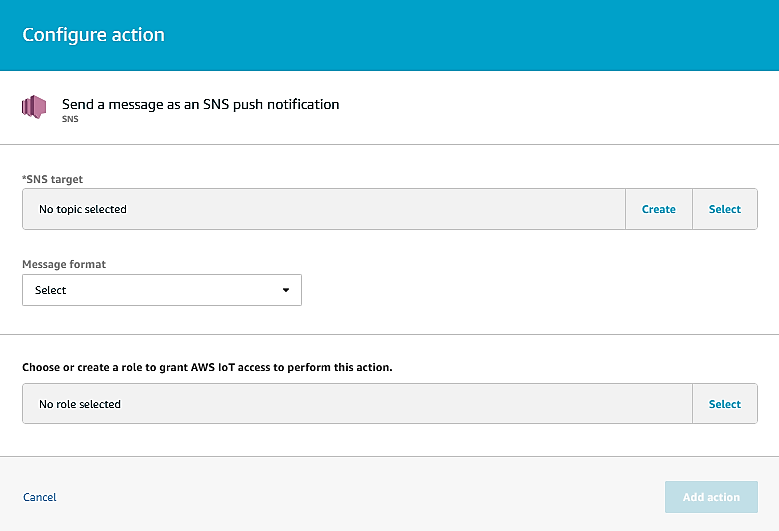 Configure action
Send a message as an SNS push notification
SNS
*SNS target
No topic selected
Create
Select
Message format
Select
Choose or create a role to grant AWS IoT access to perform this action.
No role selected
Select
Cancel
Add action